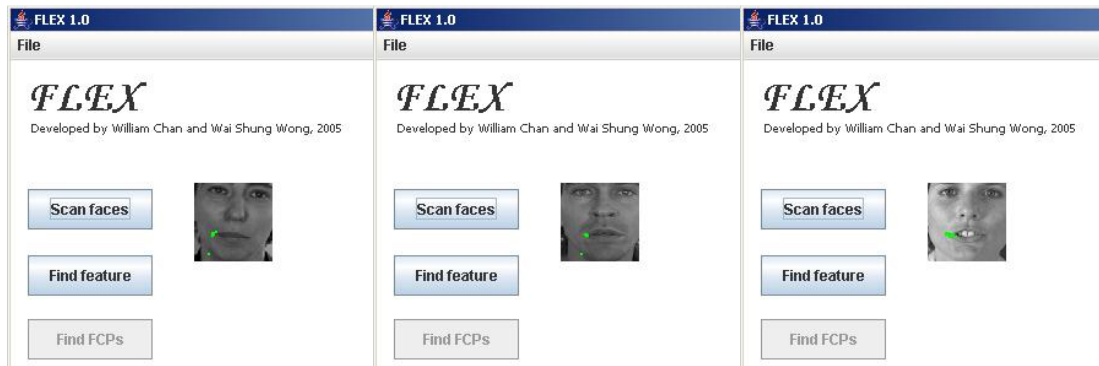 FLEX 1.0
File
FLEX
Developed by William Chan and Wai Shung Wong, 2005
Scan faces
Find feature
Find FCPs
FLEX 1.0
File
FLEX
Developed by William Chan and Wai Shung Wong, 2005
Scan faces
Find feature
Find FCPs
FLEX 1.0
File
FLEX
Developed by William Chan and Wai Shung Wong, 2005
Scan faces
Find feature
Find FCPs